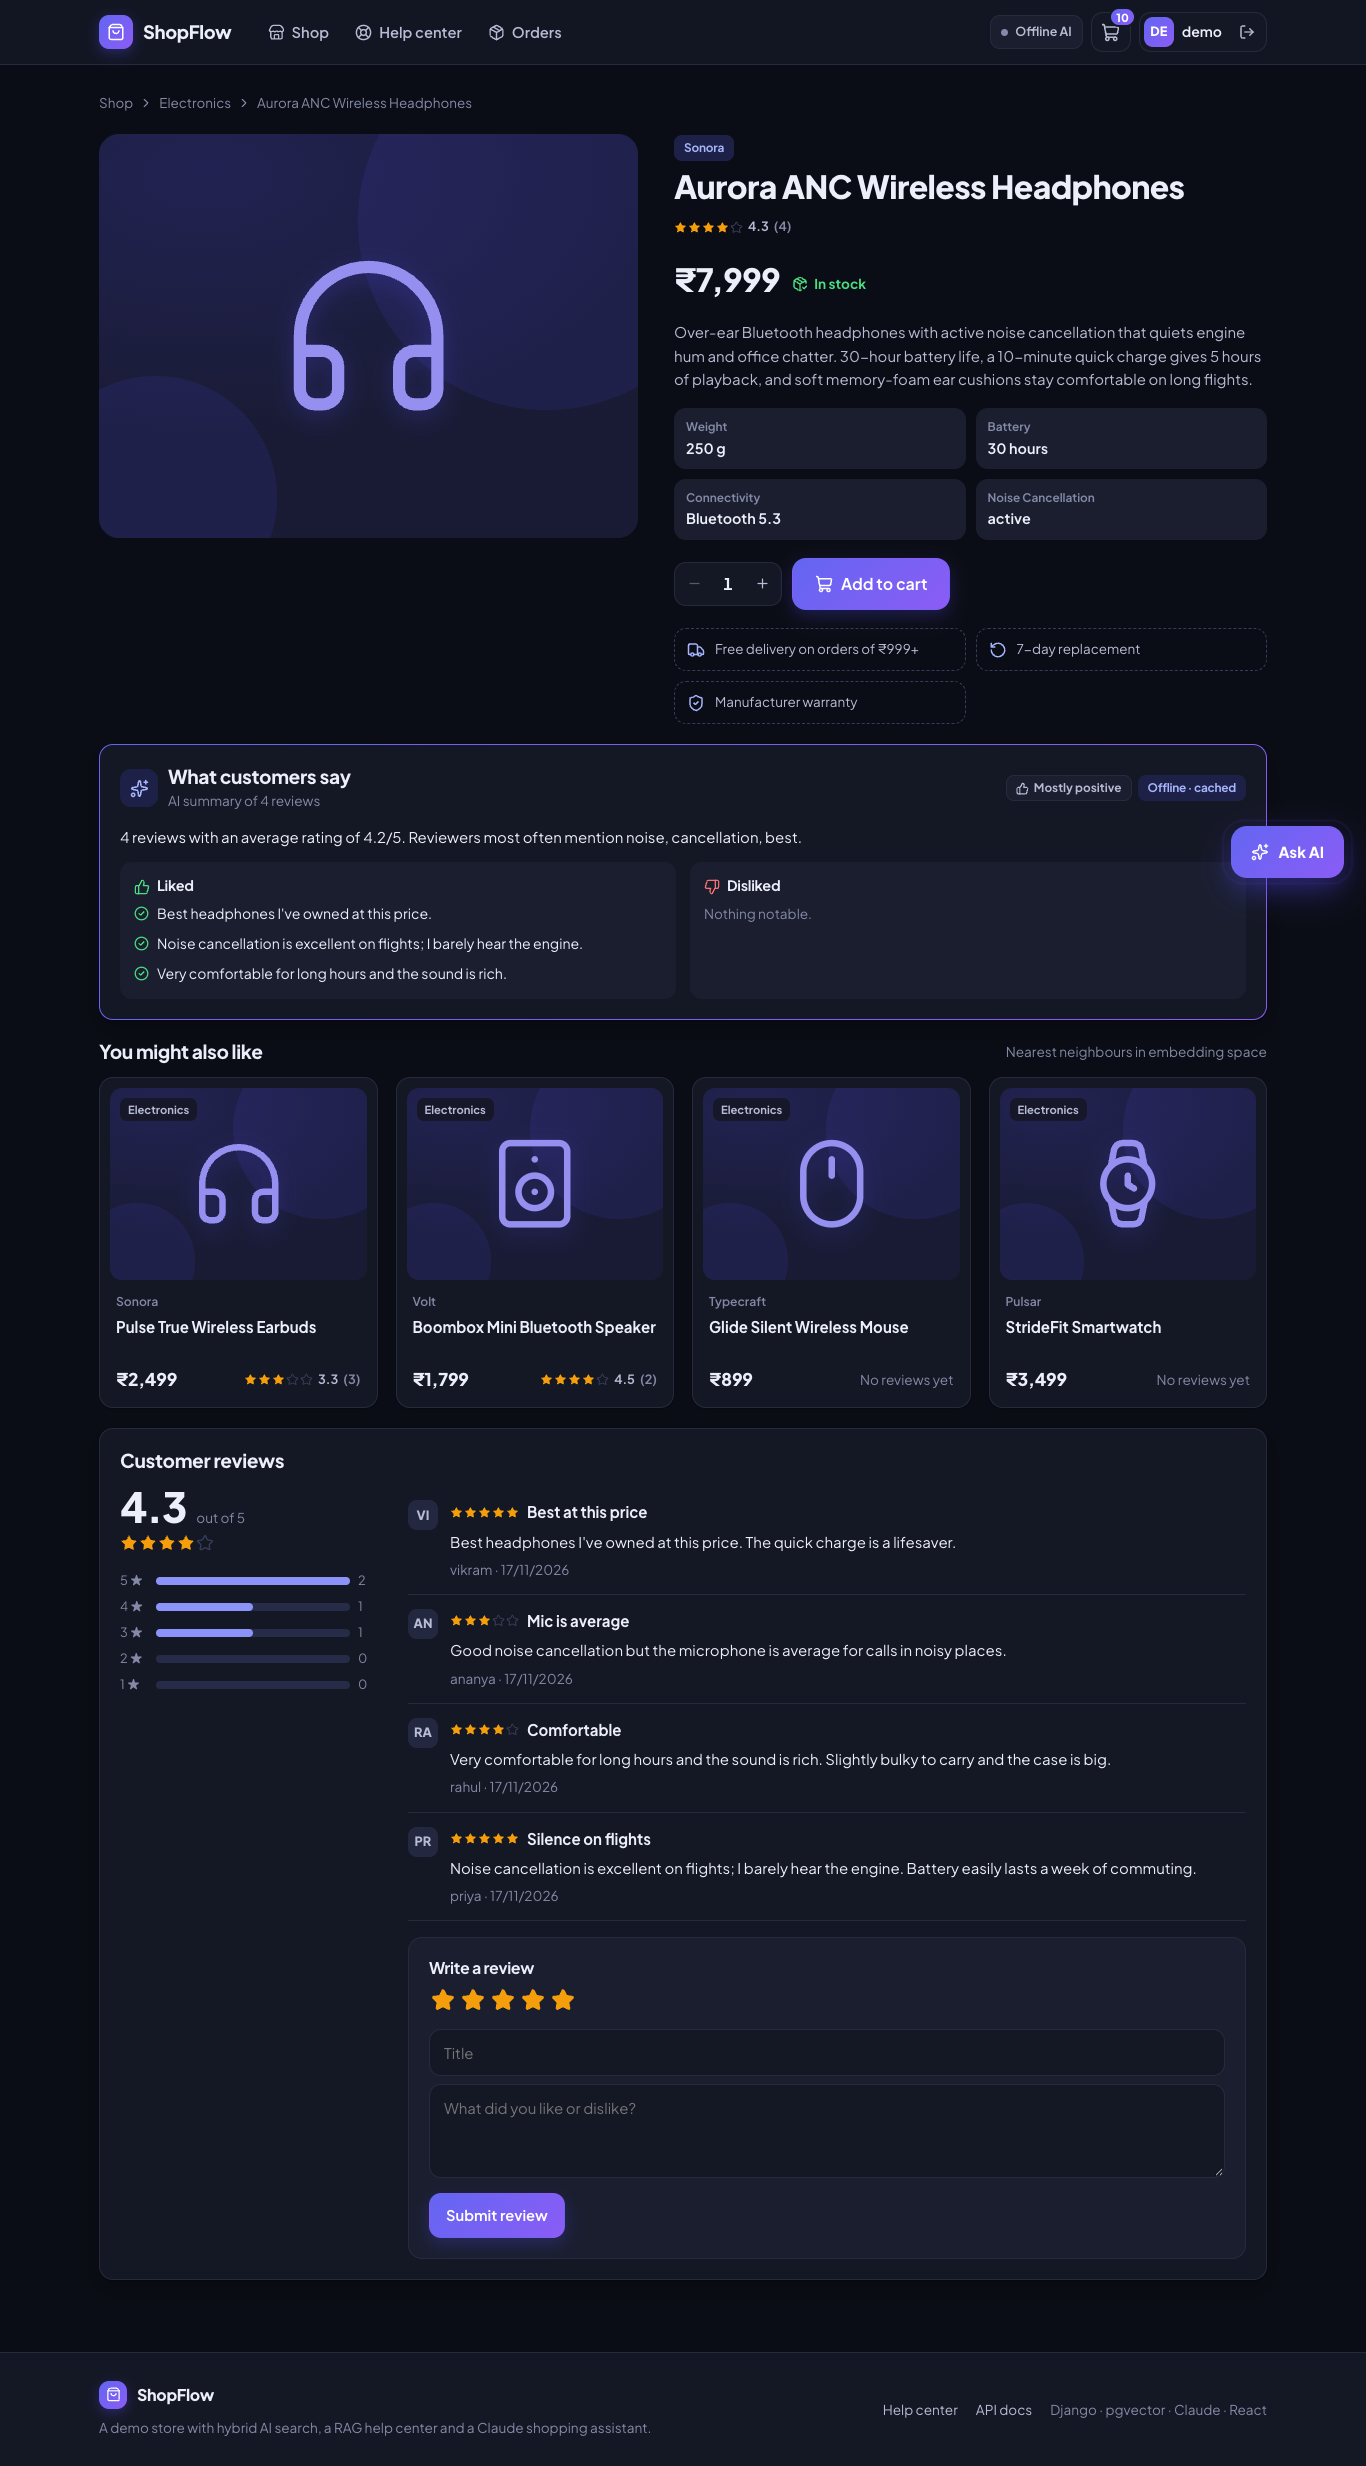 ShopFlow
Shop
Help center
Orders
Offline AI
10
DE
demo
Shop > Electronics > Aurora ANC Wireless Headphones
Sonora
Aurora ANC Wireless Headphones
4.3 (4)
₹7,999
In stock
Over-ear Bluetooth headphones with active noise cancellation that quiets engine
hum and office chatter. 30-hour battery life, a 10-minute quick charge gives 5 hours
of playback, and soft memory-foam ear cushions stay comfortable on long flights.
Weight
250 g
Battery
30 hours
Connectivity
Bluetooth 5.3
Noise Cancellation
active
− 1 +
Add to cart
Free delivery on orders of ₹999+
7-day replacement
Manufacturer warranty
What customers say
AI summary of 4 reviews
Mostly positive
Offline · cached
4 reviews with an average rating of 4.2/5. Reviewers most often mention noise, cancellation, best.
Ask AI
Liked
Best headphones I've owned at this price.
Noise cancellation is excellent on flights; I barely hear the engine.
Very comfortable for long hours and the sound is rich.
Disliked
Nothing notable.
You might also like
Nearest neighbours in embedding space
Electronics
Sonora
Pulse True Wireless Earbuds
₹2,499
3.3 (3)
Electronics
Volt
Boombox Mini Bluetooth Speaker
₹1,799
4.5 (2)
Electronics
Typecraft
Glide Silent Wireless Mouse
₹899
No reviews yet
Electronics
Pulsar
StrideFit Smartwatch
₹3,499
No reviews yet
Customer reviews
4.3 out of 5
5 ★ 2
4 ★ 1
3 ★ 1
2 ★ 0
1 ★ 0
VI
Best at this price
Best headphones I've owned at this price. The quick charge is a lifesaver.
vikram · 17/11/2026
AN
Mic is average
Good noise cancellation but the microphone is average for calls in noisy places.
ananya · 17/11/2026
RA
Comfortable
Very comfortable for long hours and the sound is rich. Slightly bulky to carry and the case is big.
rahul · 17/11/2026
PR
Silence on flights
Noise cancellation is excellent on flights; I barely hear the engine. Battery easily lasts a week of commuting.
priya · 17/11/2026
Write a review
Title
What did you like or dislike?
Submit review
ShopFlow
A demo store with hybrid AI search, a RAG help center and a Claude shopping assistant.
Help center
API docs
Django · pgvector · Claude · React